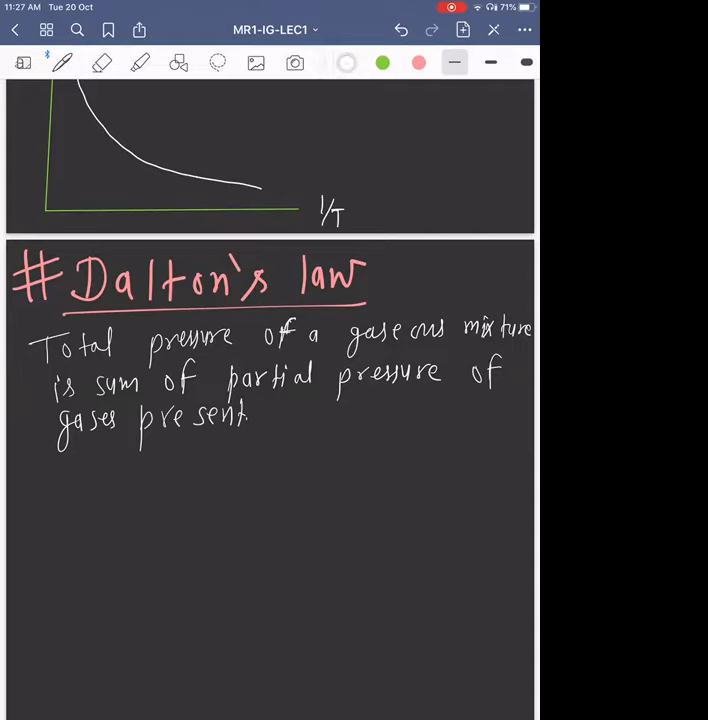 11:27 AM Tue 20 Oct
71%
MR1-IG-LEC1
1/T
# Dalton's law
Total pressure of a gaseous mixture
is sum of partial pressure of
gases present